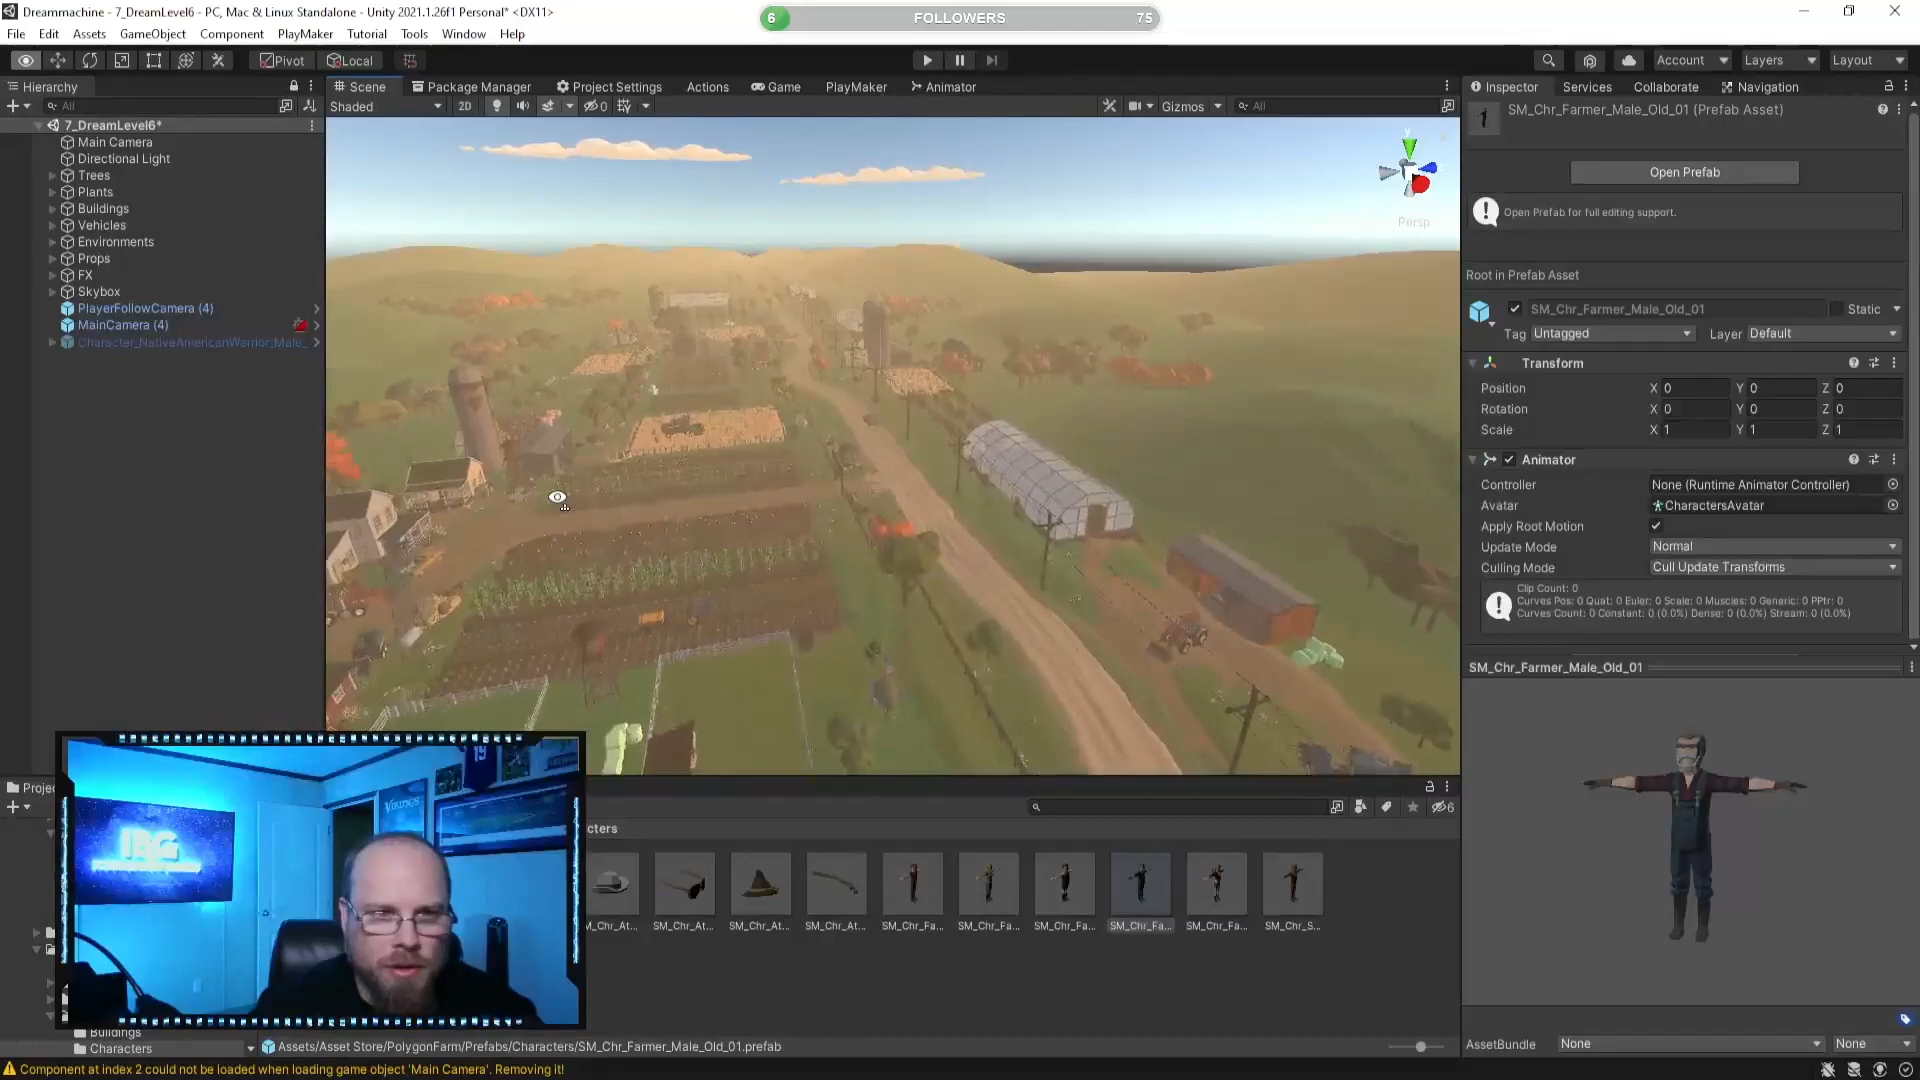 Dreammachine - 7_DreamLevel6 - PC, Mac & Linux Standalone - Unity 2021.1.26f1 Personal* <DX11>
6 FOLLOWERS 75
File Edit Assets GameObject Component PlayMaker Tutorial Tools Window Help
Pivot Local
Account Layers Layout
Hierarchy
Scene Package Manager Project Settings Actions Game PlayMaker Animator
Inspector Services Collaborate Navigation
All
Shaded 2D 0 Gizmos All
SM_Chr_Farmer_Male_Old_01 (Prefab Asset)
7_DreamLevel6*
Main Camera
Directional Light
Trees
Plants
Buildings
Vehicles
Environments
Props
FX
Skybox
PlayerFollowCamera (4)
MainCamera (4)
Character_NativeAmericanWarrior_Male_
y
Persp
Open Prefab
Open Prefab for full editing support.
Root in Prefab Asset
SM_Chr_Farmer_Male_Old_01 Static
Tag Untagged Layer Default
Transform
Position X 0 Y 0 Z 0
Rotation X 0 Y 0 Z 0
Scale X 1 Y 1 Z 1
Animator
Controller None (Runtime Animator Controller)
Avatar CharactersAvatar
Apply Root Motion
Update Mode Normal
Culling Mode Cull Update Transforms
Clip Count: 0
Curves Pos: 0 Quat: 0 Euler: 0 Scale: 0 Muscles: 0 Generic: 0 PPtr: 0
Curves Count: 0 Constant: 0 (0.0%) Dense: 0 (0.0%) Stream: 0 (0.0%)
SM_Chr_Farmer_Male_Old_01
Projec
6
cters
19
VIKINGS
IBG
M_Chr_At... SM_Chr_At... SM_Chr_At... SM_Chr_At... SM_Chr_Fa... SM_Chr_Fa... SM_Chr_Fa... SM_Chr_Fa... SM_Chr_Fa... SM_Chr_S...
Buildings
Characters
Assets/Asset Store/PolygonFarm/Prefabs/Characters/SM_Chr_Farmer_Male_Old_01.prefab
AssetBundle None None
Component at index 2 could not be loaded when loading game object 'Main Camera'. Removing it!